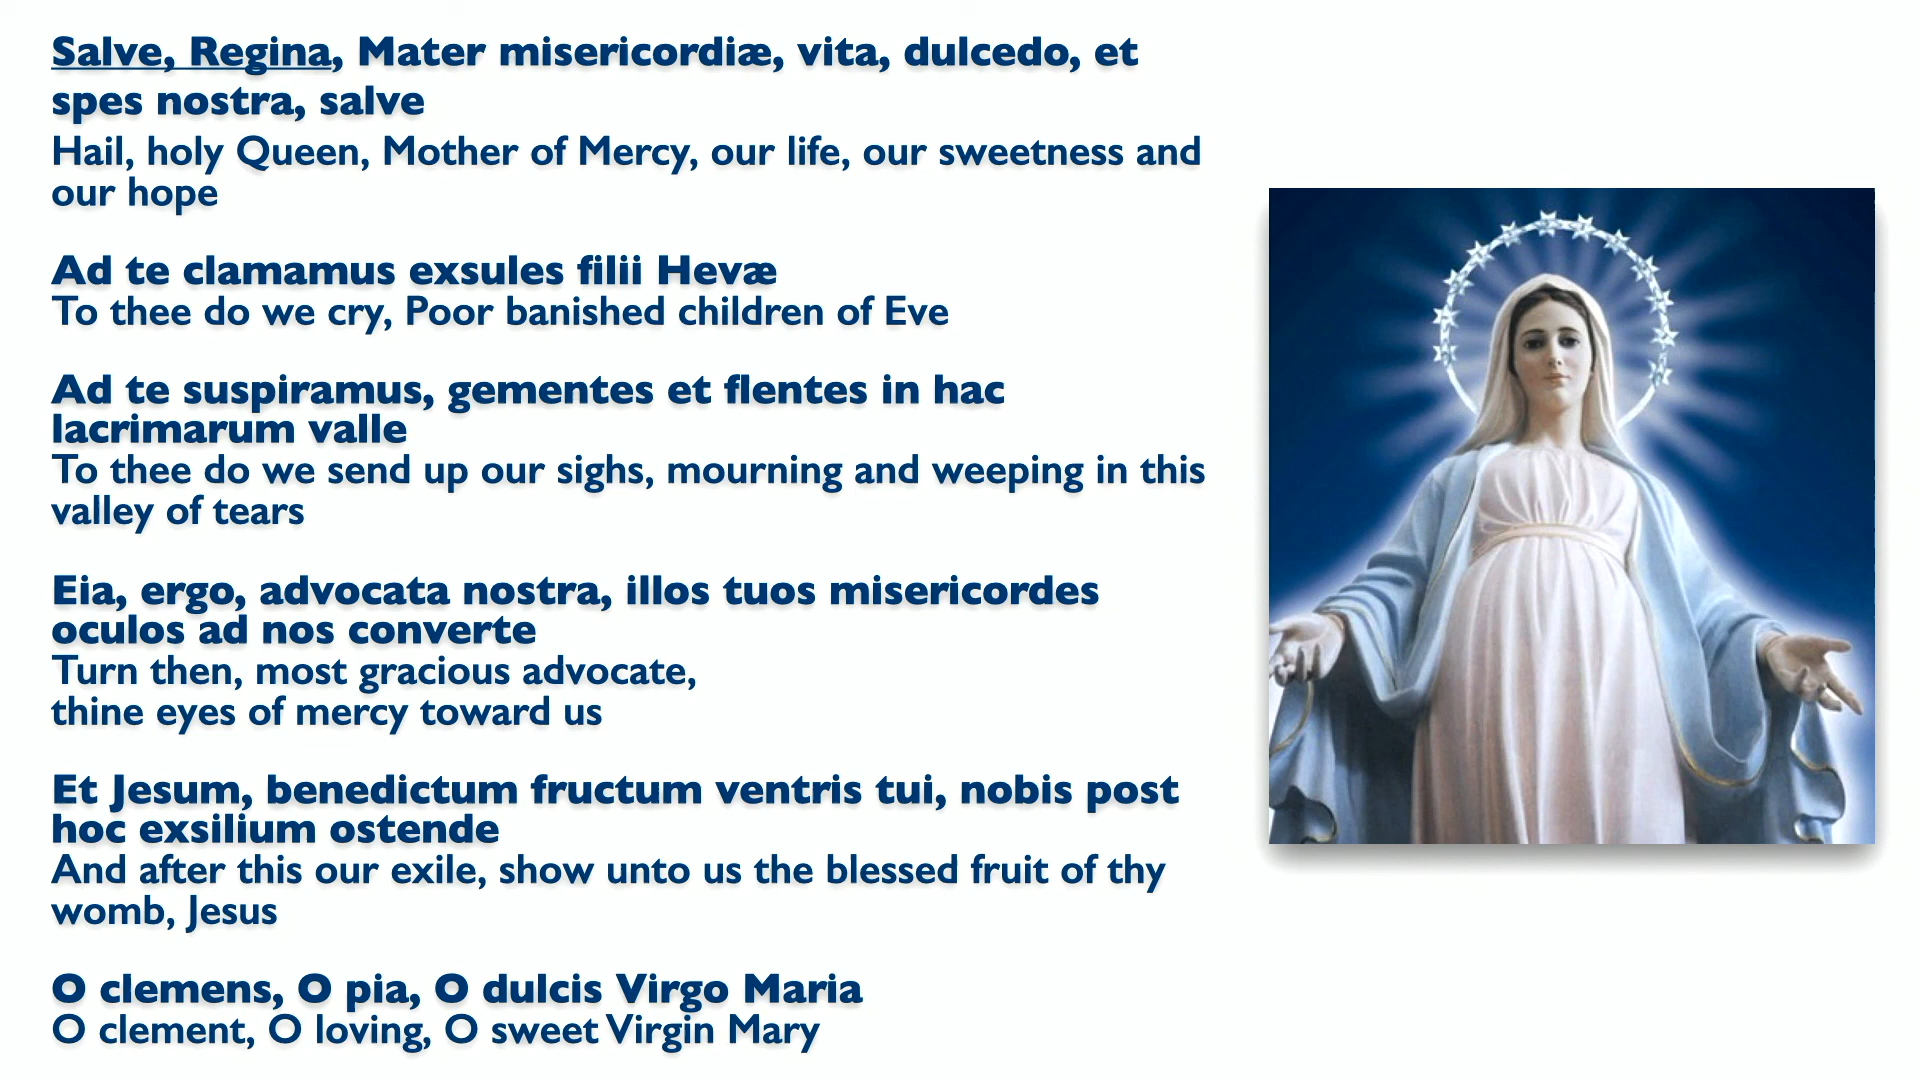 Salve, Regina, Mater misericordiæ, vita, dulcedo, et
spes nostra, salve
Hail, holy Queen, Mother of Mercy, our life, our sweetness and
our hope
Ad te clamamus exsules filii Hevæ
To thee do we cry, Poor banished children of Eve
Ad te suspiramus, gementes et flentes in hac
lacrimarum valle
To thee do we send up our sighs, mourning and weeping in this
valley of tears
Eia, ergo, advocata nostra, illos tuos misericordes
oculos ad nos converte
Turn then, most gracious advocate,
thine eyes of mercy toward us
Et Jesum, benedictum fructum ventris tui, nobis post
hoc exsilium ostende
And after this our exile, show unto us the blessed fruit of thy
womb, Jesus
O clemens, O pia, O dulcis Virgo Maria
O clement, O loving, O sweet Virgin Mary